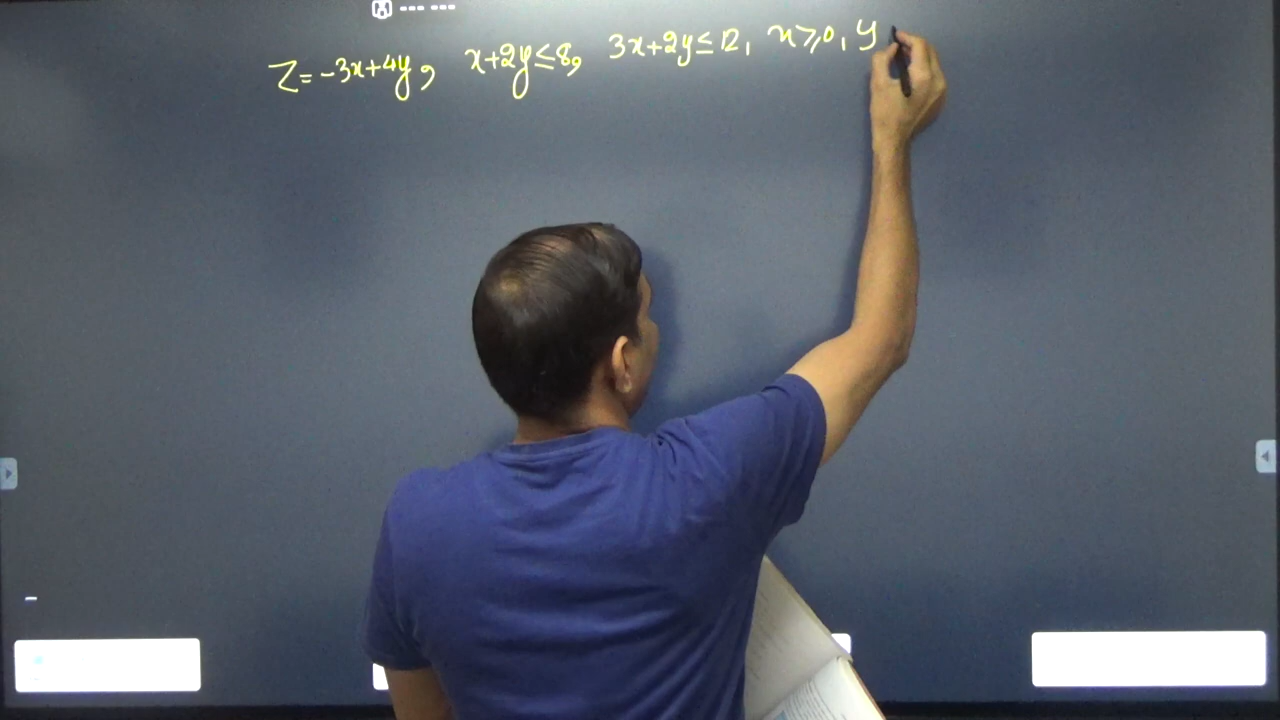 Z=-3x+4y, x+2y≤8, 3x+2y≤12, x≥0, y